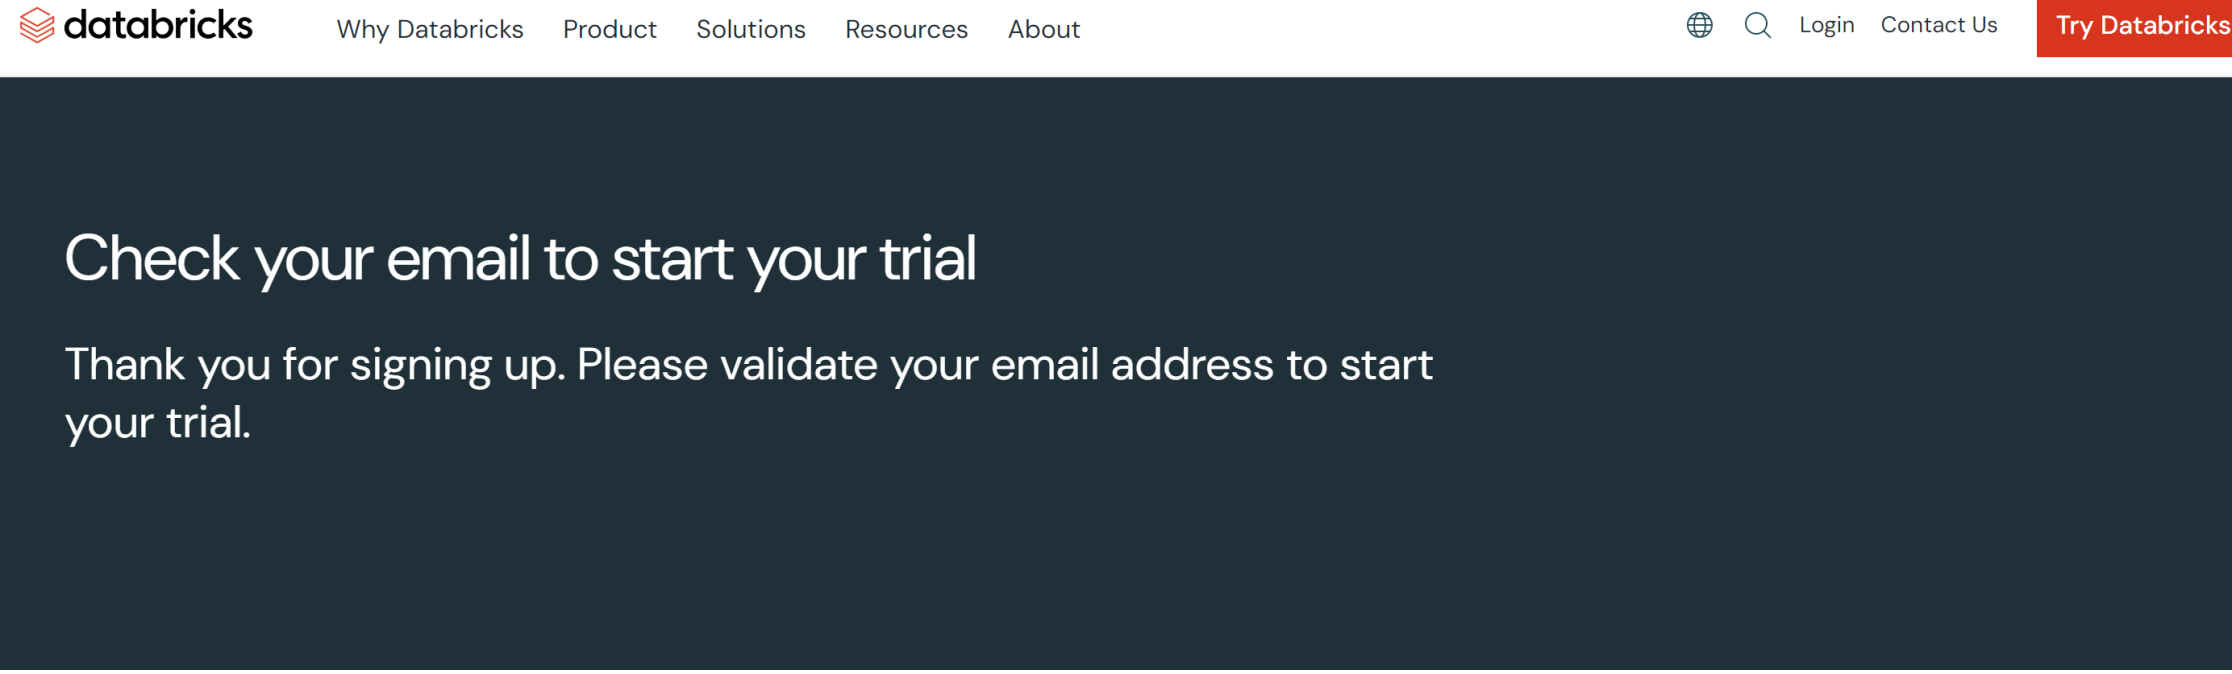 databricks
Why Databricks Product Solutions Resources About
Login Contact Us
Try Databricks
Check your email to start your trial
Thank you for signing up. Please validate your email address to start
your trial.